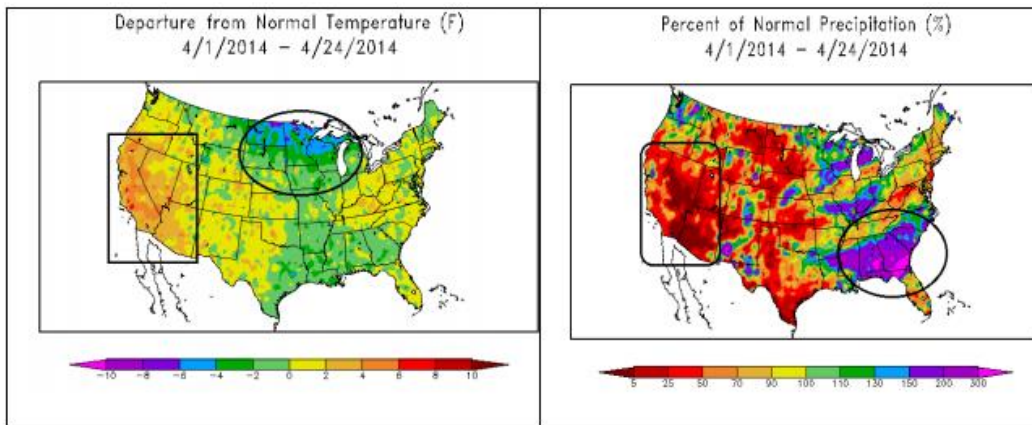 Departure from Normal Temperature (F)
4/1/2014 – 4/24/2014
-10 -8 -6 -4 -2 0 2 4 6 8 10
Percent of Normal Precipitation (%)
4/1/2014 – 4/24/2014
5 25 50 70 90 100 110 130 150 200 300